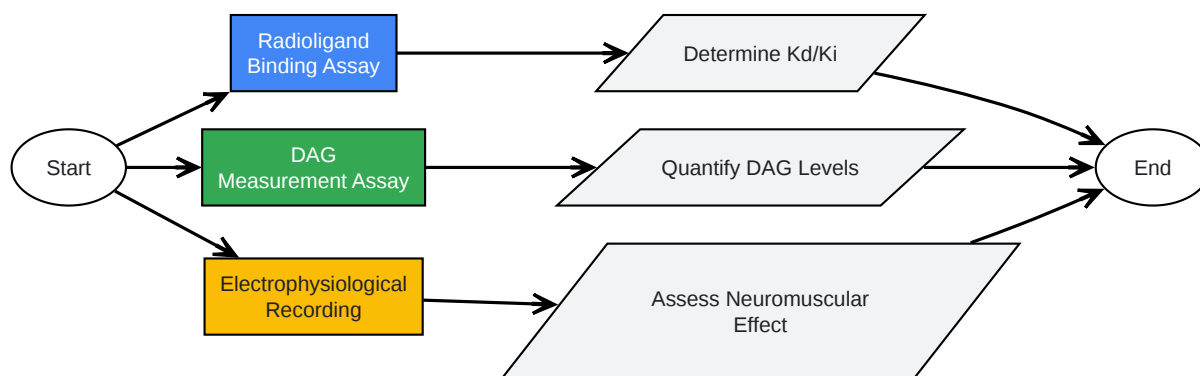 Start
Radioligand
Binding Assay
Determine Kd/Ki
DAG
Measurement Assay
Quantify DAG Levels
Electrophysiological
Recording
Assess Neuromuscular
Effect
End